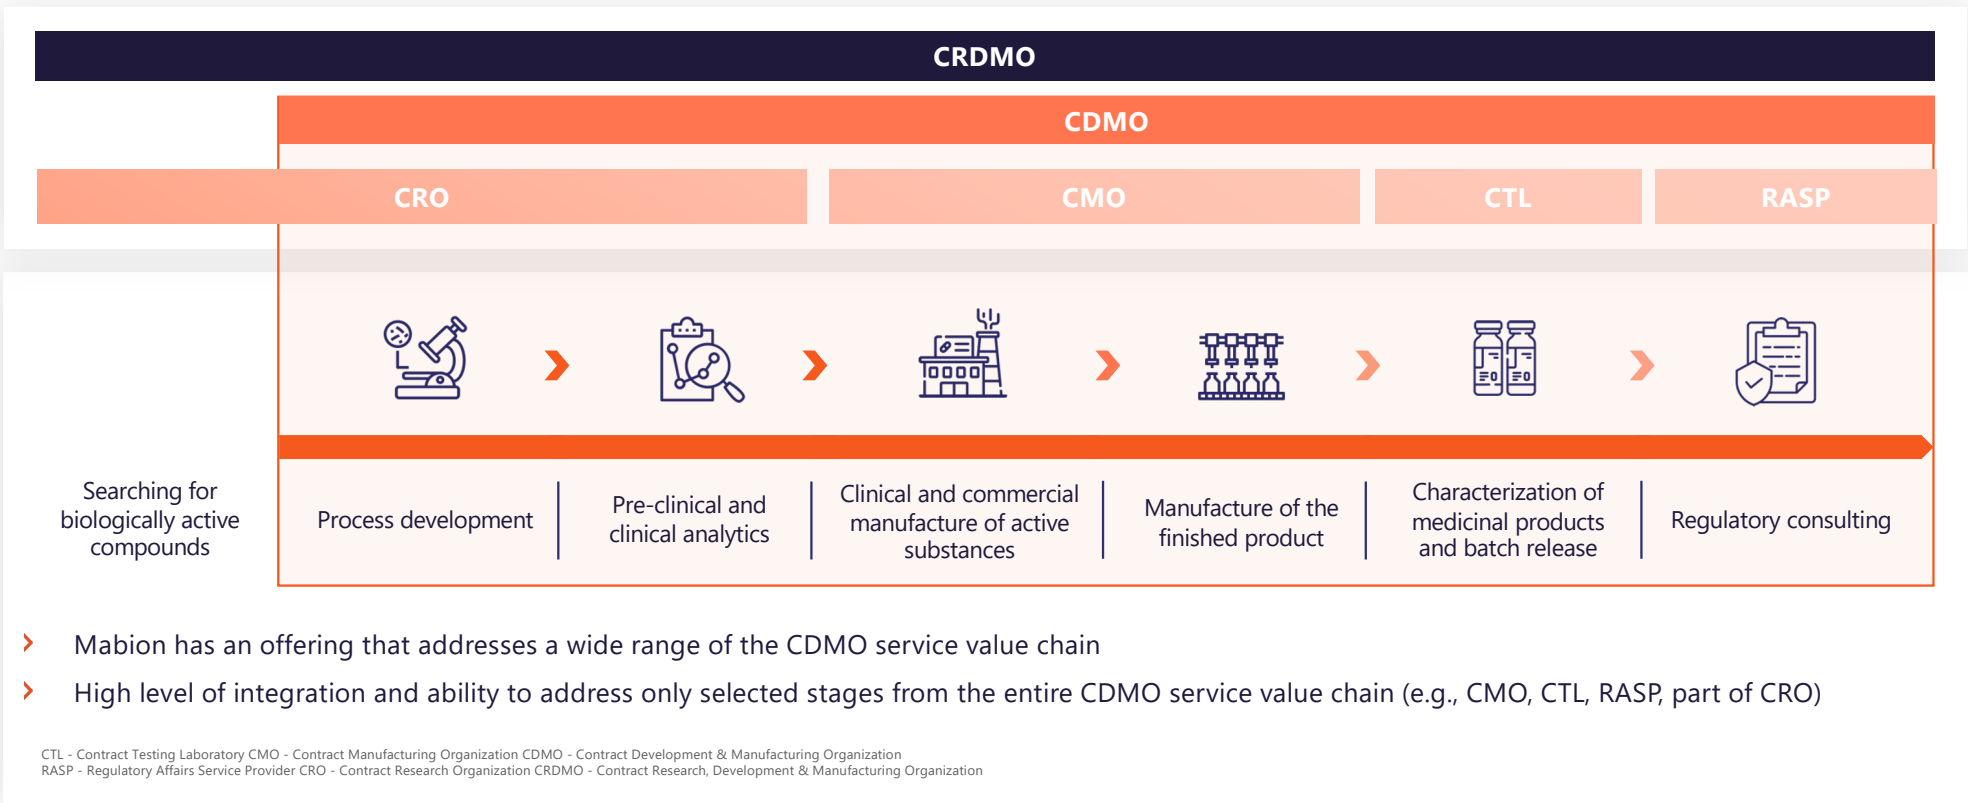 CRDMO
CDMO
CRO
CMO
CTL
RASP
Searching for
biologically active
compounds
Process development
Pre-clinical and
clinical analytics
Clinical and commercial
manufacture of active
substances
Manufacture of the
finished product
Characterization of
medicinal products
and batch release
Regulatory consulting
Mabion has an offering that addresses a wide range of the CDMO service value chain
High level of integration and ability to address only selected stages from the entire CDMO service value chain (e.g., CMO, CTL, RASP, part of CRO)
CTL - Contract Testing Laboratory CMO - Contract Manufacturing Organization CDMO - Contract Development & Manufacturing Organization
RASP - Regulatory Affairs Service Provider CRO - Contract Research Organization CRDMO - Contract Research, Development & Manufacturing Organization